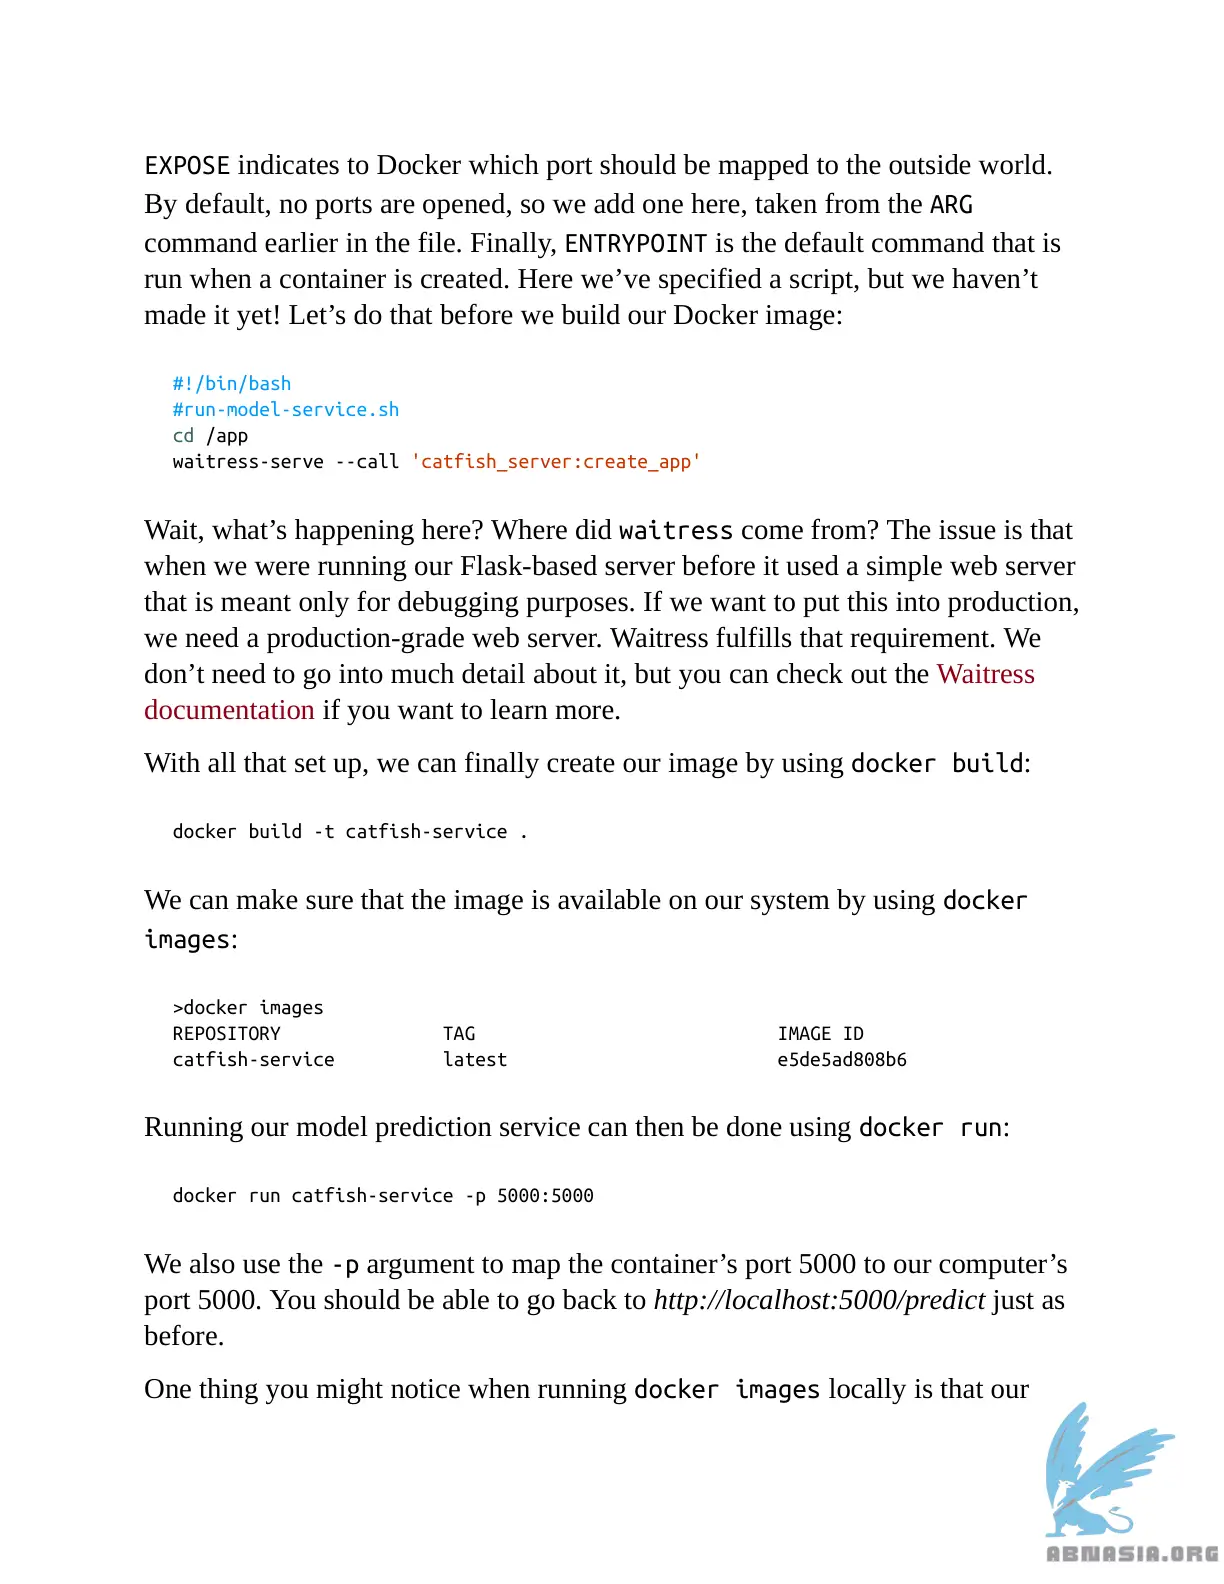 EXPOSE indicates to Docker which port should be mapped to the outside world.
By default, no ports are opened, so we add one here, taken from the ARG
command earlier in the file. Finally, ENTRYPOINT is the default command that is
run when a container is created. Here we’ve specified a script, but we haven’t
made it yet! Let’s do that before we build our Docker image:
#!/bin/bash
#run-model-service.sh
cd /app
waitress-serve --call 'catfish_server:create_app'
Wait, what’s happening here? Where did waitress come from? The issue is that
when we were running our Flask-based server before it used a simple web server
that is meant only for debugging purposes. If we want to put this into production,
we need a production-grade web server. Waitress fulfills that requirement. We
don’t need to go into much detail about it, but you can check out the Waitress
documentation if you want to learn more.
With all that set up, we can finally create our image by using docker build:
docker build -t catfish-service .
We can make sure that the image is available on our system by using docker
images:
>docker images
REPOSITORY TAG IMAGE ID
catfish-service latest e5de5ad808b6
Running our model prediction service can then be done using docker run:
docker run catfish-service -p 5000:5000
We also use the -p argument to map the container’s port 5000 to our computer’s
port 5000. You should be able to go back to http://localhost:5000/predict just as
before.
One thing you might notice when running docker images locally is that our
ABNASIA.ORG